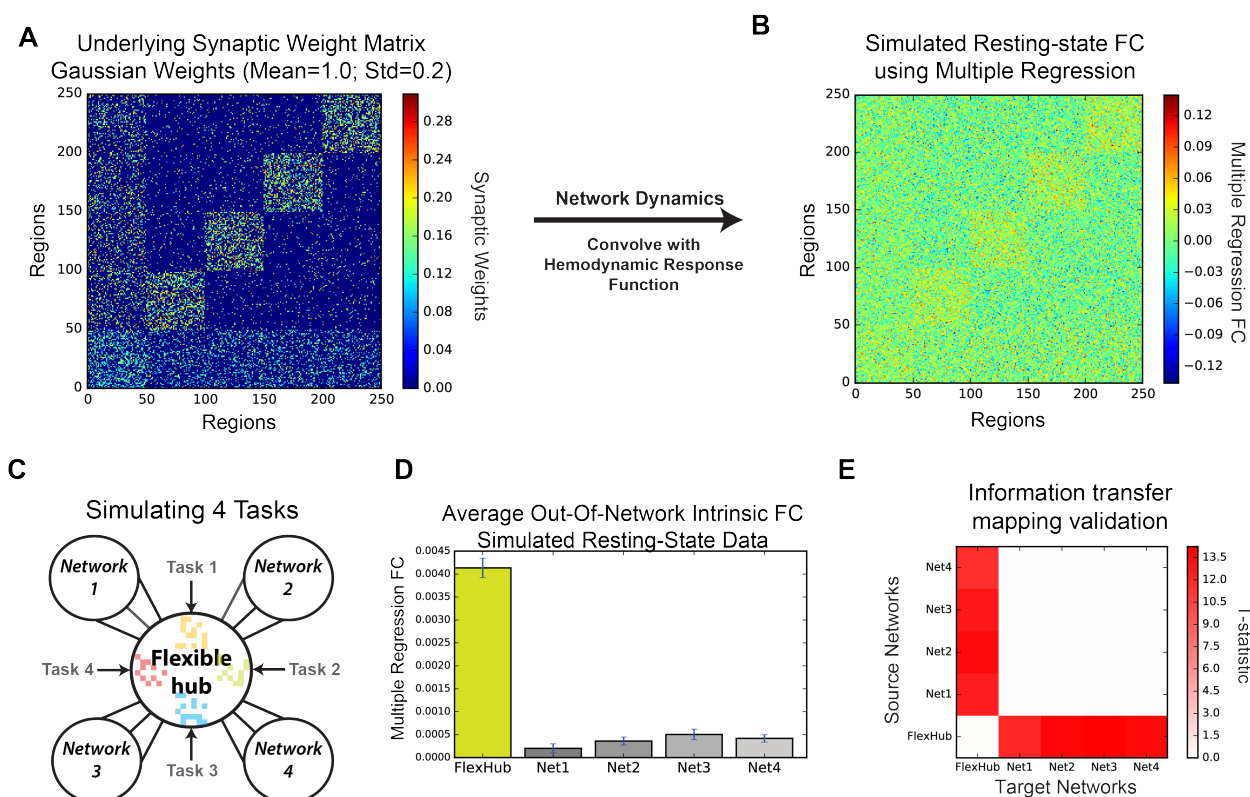 A
Underlying Synaptic Weight Matrix
Gaussian Weights (Mean=1.0; Std=0.2)
250
200
150
100
50
0
Regions
0 50 100 150 200 250
Regions
0.28
0.24
0.20
0.16
0.12
0.08
0.04
0.00
Synaptic Weights
Network Dynamics
Convolve with
Hemodynamic Response
Function
B
Simulated Resting-state FC
using Multiple Regression
250
200
150
100
50
0
Regions
0 50 100 150 200 250
Regions
0.12
0.09
0.06
0.03
0.00
−0.03
−0.06
−0.09
−0.12
Multiple Regression FC
C
Simulating 4 Tasks
Network
1
Task 1
Network
2
Task 4
Flexible
hub
Task 2
Network
3
Task 3
Network
4
D
Average Out-Of-Network Intrinsic FC
Simulated Resting-State Data
0.0045
0.0040
0.0035
0.0030
0.0025
0.0020
0.0015
0.0010
0.0005
0.0000
Multiple Regression FC
FlexHub Net1 Net2 Net3 Net4
E
Information transfer
mapping validation
Source Networks
Net4
Net3
Net2
Net1
FlexHub
FlexHub Net1 Net2 Net3 Net4
Target Networks
13.5
12.0
10.5
9.0
7.5
6.0
4.5
3.0
1.5
0.0
-statistic